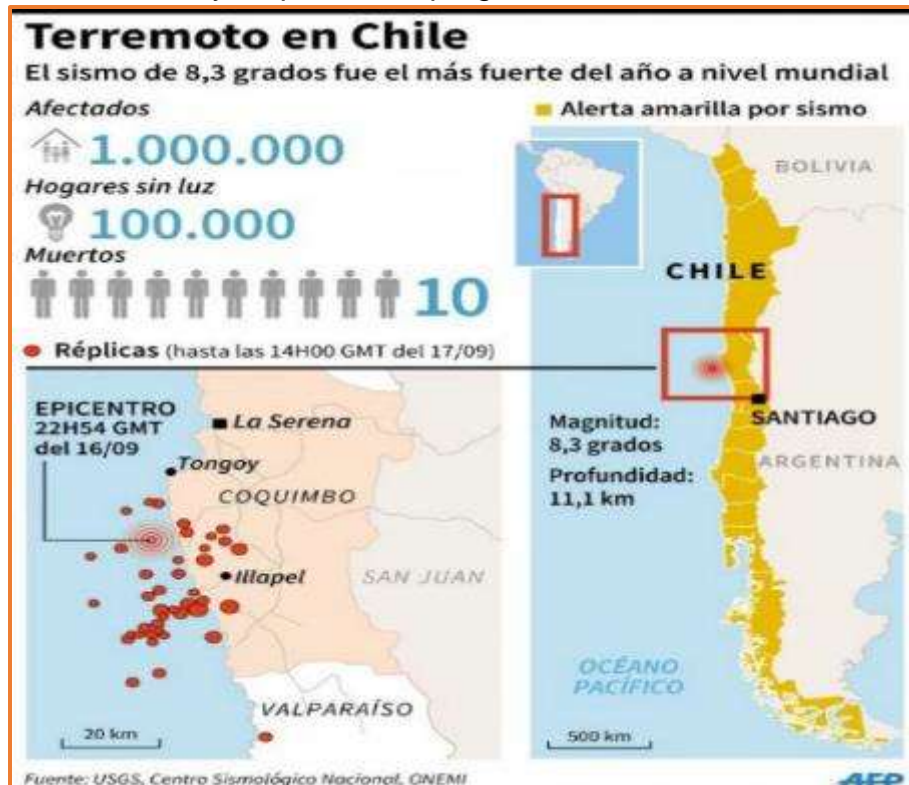 Terremoto en Chile
El sismo de 8,3 grados fue el más fuerte del año a nivel mundial
Afectados
1.000.000
Hogares sin luz
100.000
Muertos
10
Réplicas (hasta las 14H00 GMT del 17/09)
EPICENTRO
22H54 GMT
del 16/09
La Serena
Tongoy
COQUIMBO
Illapel
SAN JUAN
VALPARAÍSO
20 km
Alerta amarilla por sismo
BOLIVIA
CHILE
SANTIAGO
Magnitud:
8,3 grados
ARGENTINA
Profundidad:
11,1 km
OCÉANO
PACÍFICO
500 km
Fuente: USGS, Centro Sismológico Nacional, ONEMI
AFP